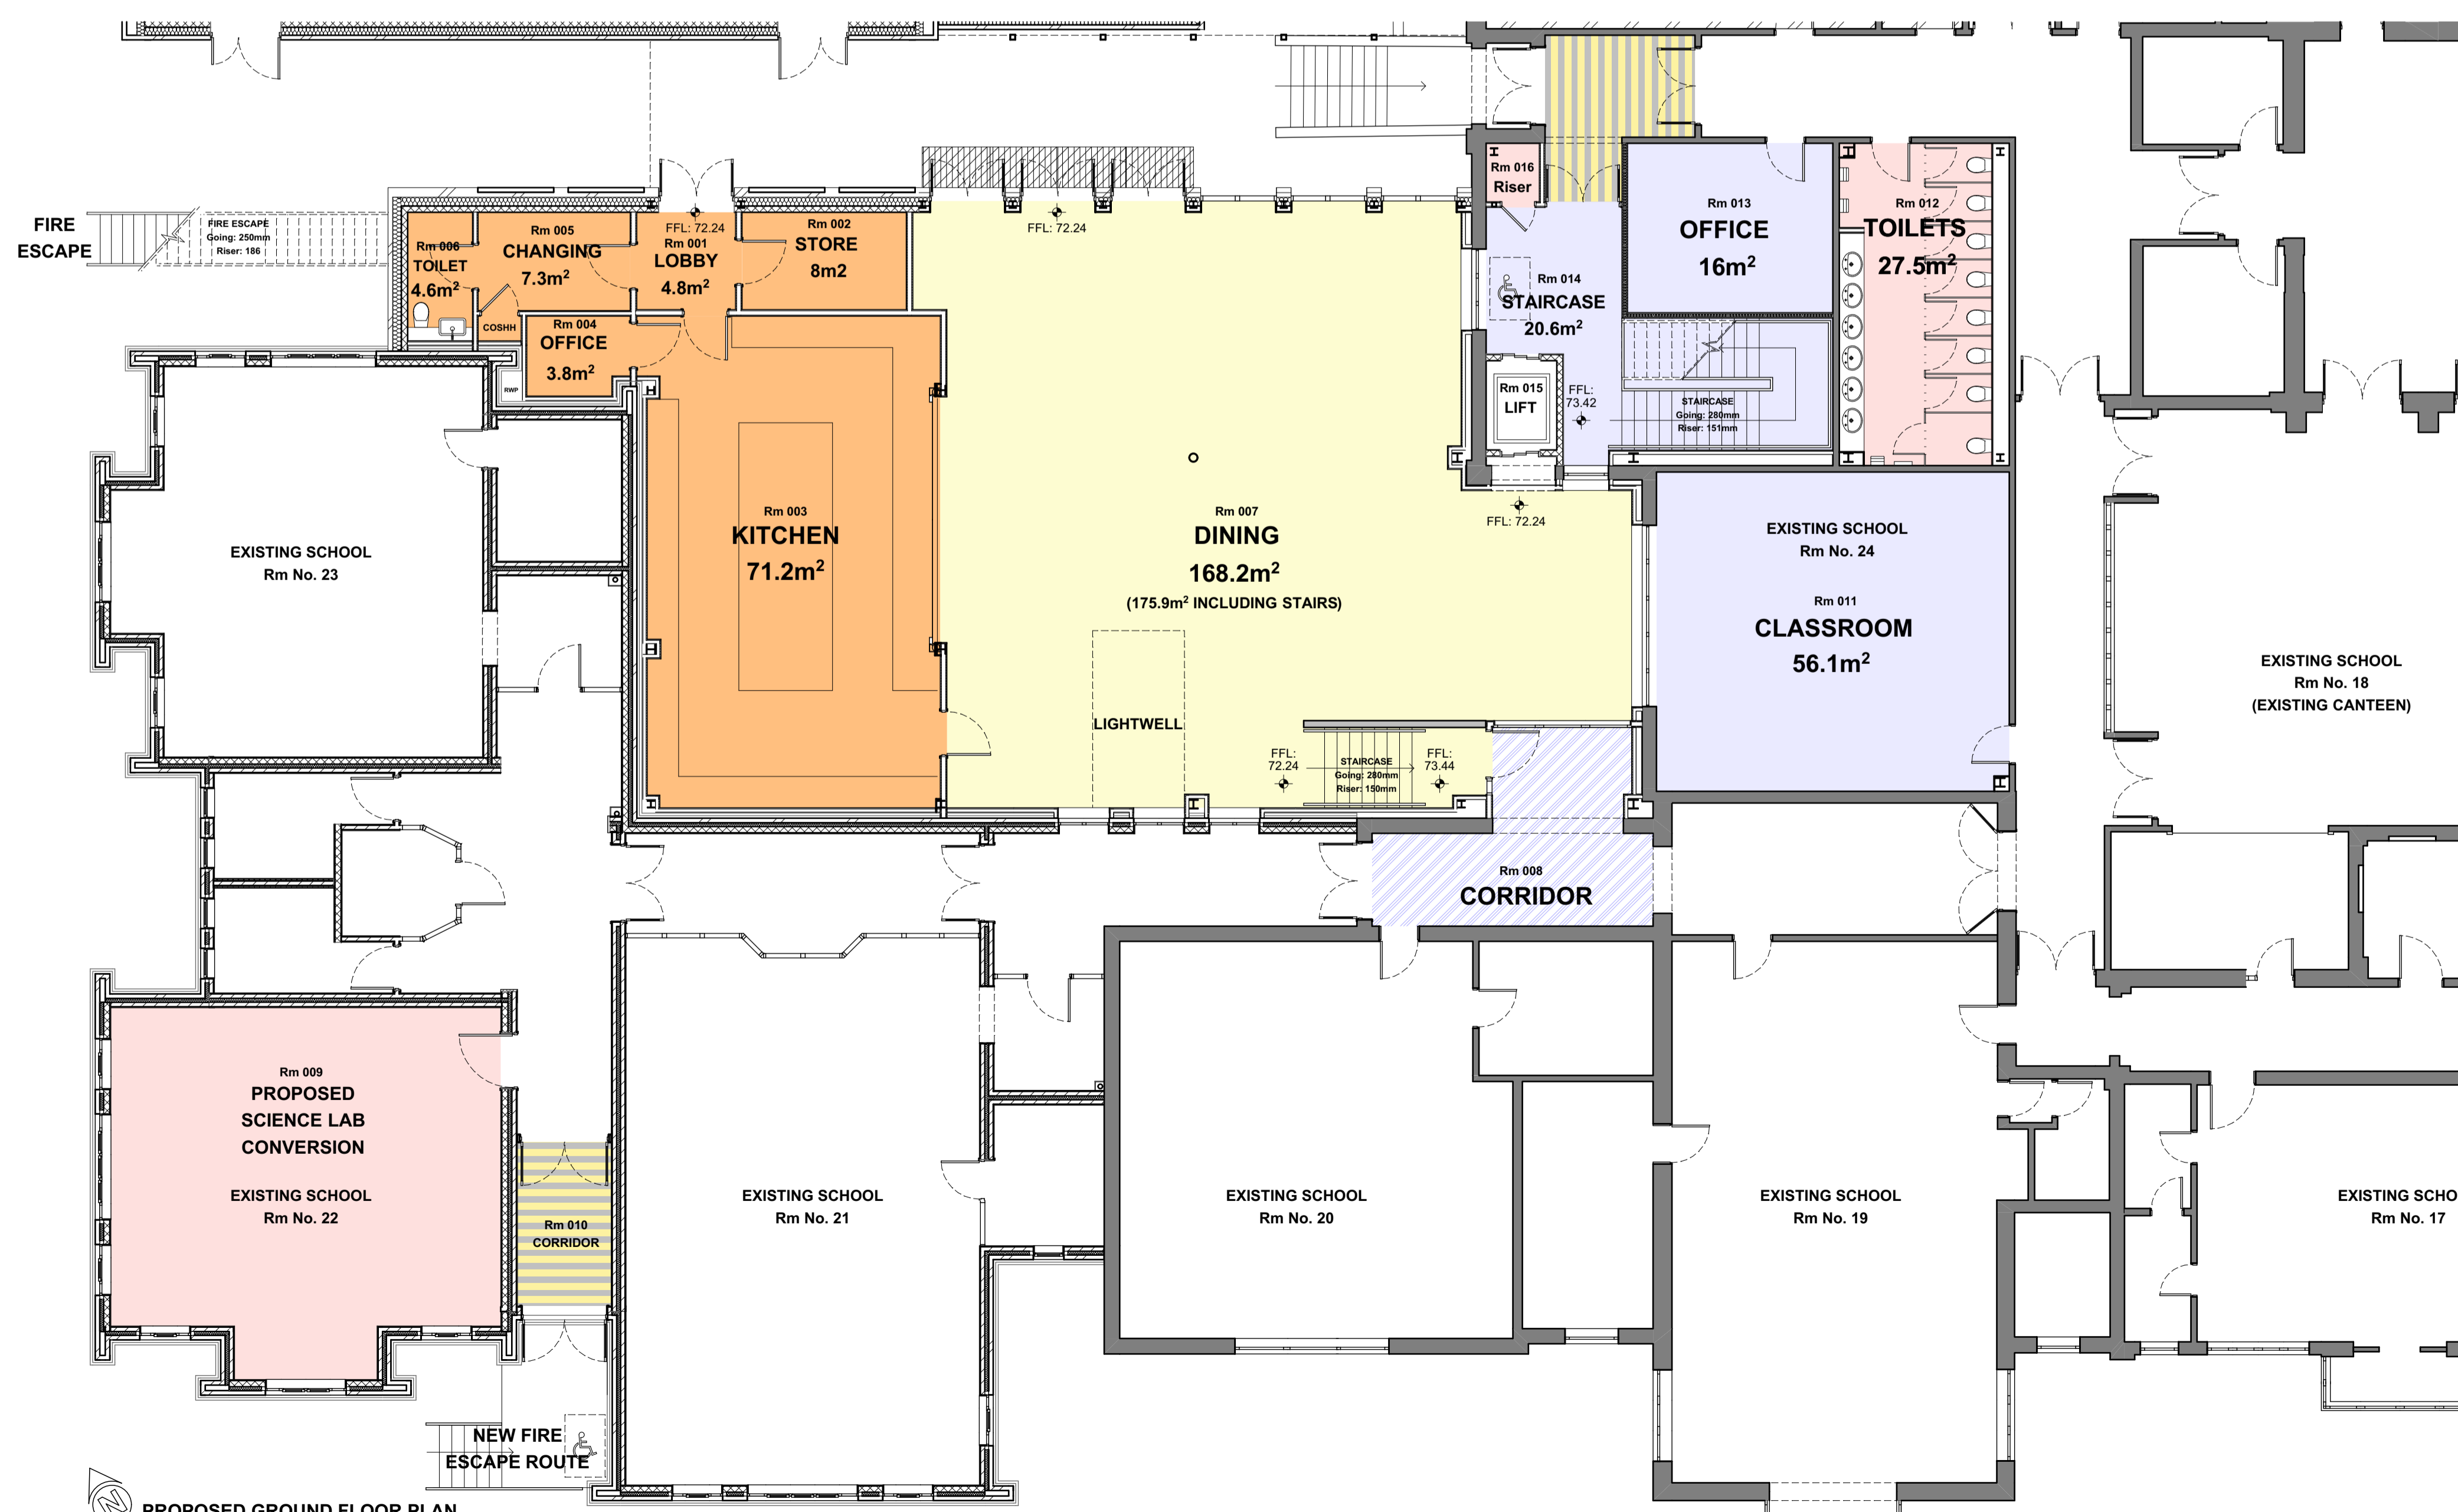 FIRE
ESCAPE
FIRE ESCAPE
Going: 250mm
Riser: 186
Rm 006
TOILET
4.6m²
Rm 005
CHANGING
7.3m²
COSHH
FFL: 72.24
Rm 001
LOBBY
4.8m²
Rm 002
STORE
8m2
Rm 004
OFFICE
3.8m²
RWP
FFL: 72.24
Rm 016
Riser
Rm 013
OFFICE
16m²
Rm 012
TOILETS
27.5m²
Rm 014
STAIRCASE
20.6m²
Rm 015
LIFT
FFL:
73.42
STAIRCASE
Going: 280mm
Riser: 151mm
FFL: 72.24
EXISTING SCHOOL
Rm No. 23
Rm 003
KITCHEN
71.2m²
Rm 007
DINING
168.2m²
(175.9m² INCLUDING STAIRS)
LIGHTWELL
FFL:
72.24
STAIRCASE
Going: 280mm
Riser: 150mm
FFL:
73.44
EXISTING SCHOOL
Rm No. 24
Rm 011
CLASSROOM
56.1m²
EXISTING SCHOOL
Rm No. 18
(EXISTING CANTEEN)
Rm 008
CORRIDOR
Rm 009
PROPOSED
SCIENCE LAB
CONVERSION
EXISTING SCHOOL
Rm No. 22
Rm 010
CORRIDOR
EXISTING SCHOOL
Rm No. 21
EXISTING SCHOOL
Rm No. 20
EXISTING SCHOOL
Rm No. 19
EXISTING SCHO
Rm No. 17
NEW FIRE
ESCAPE ROUTE
N
PROPOSED GROUND FLOOR PLAN